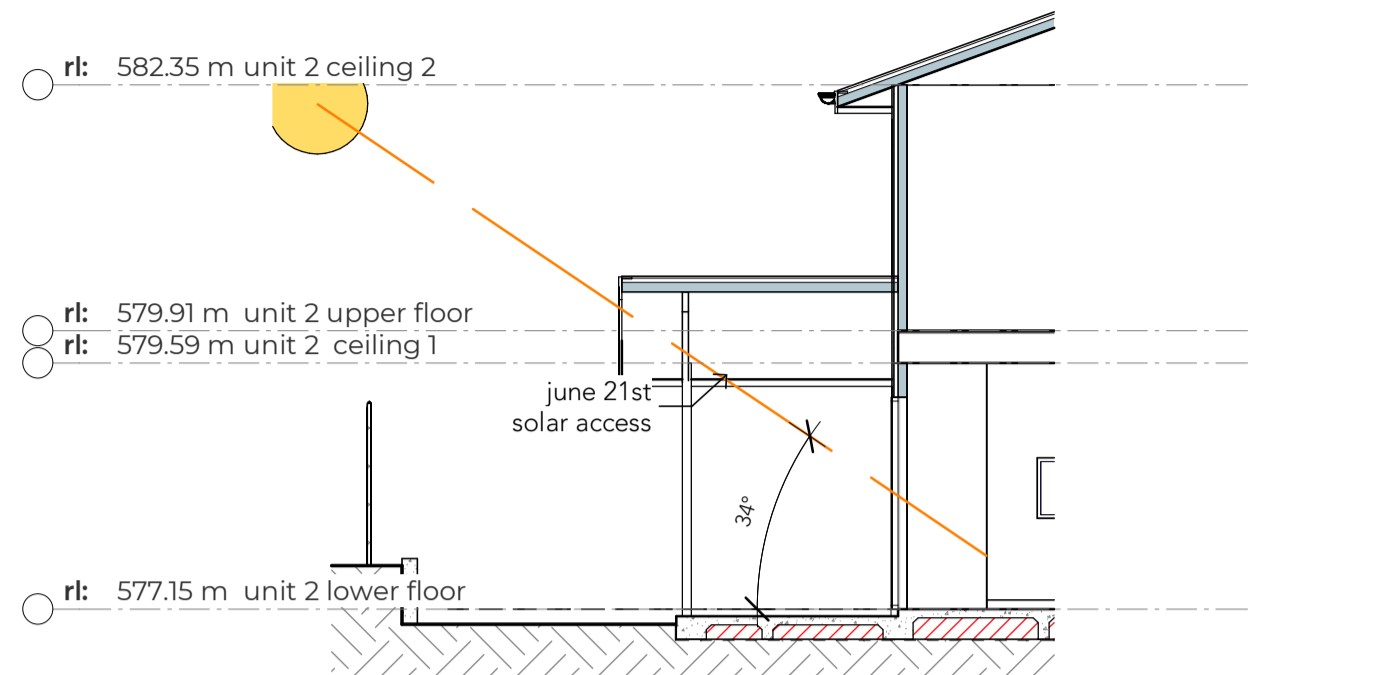 rl: 582.35 m unit 2 ceiling 2
rl: 579.91 m unit 2 upper floor
rl: 579.59 m unit 2 ceiling 1
june 21st
solar access
34°
rl: 577.15 m unit 2 lower floor